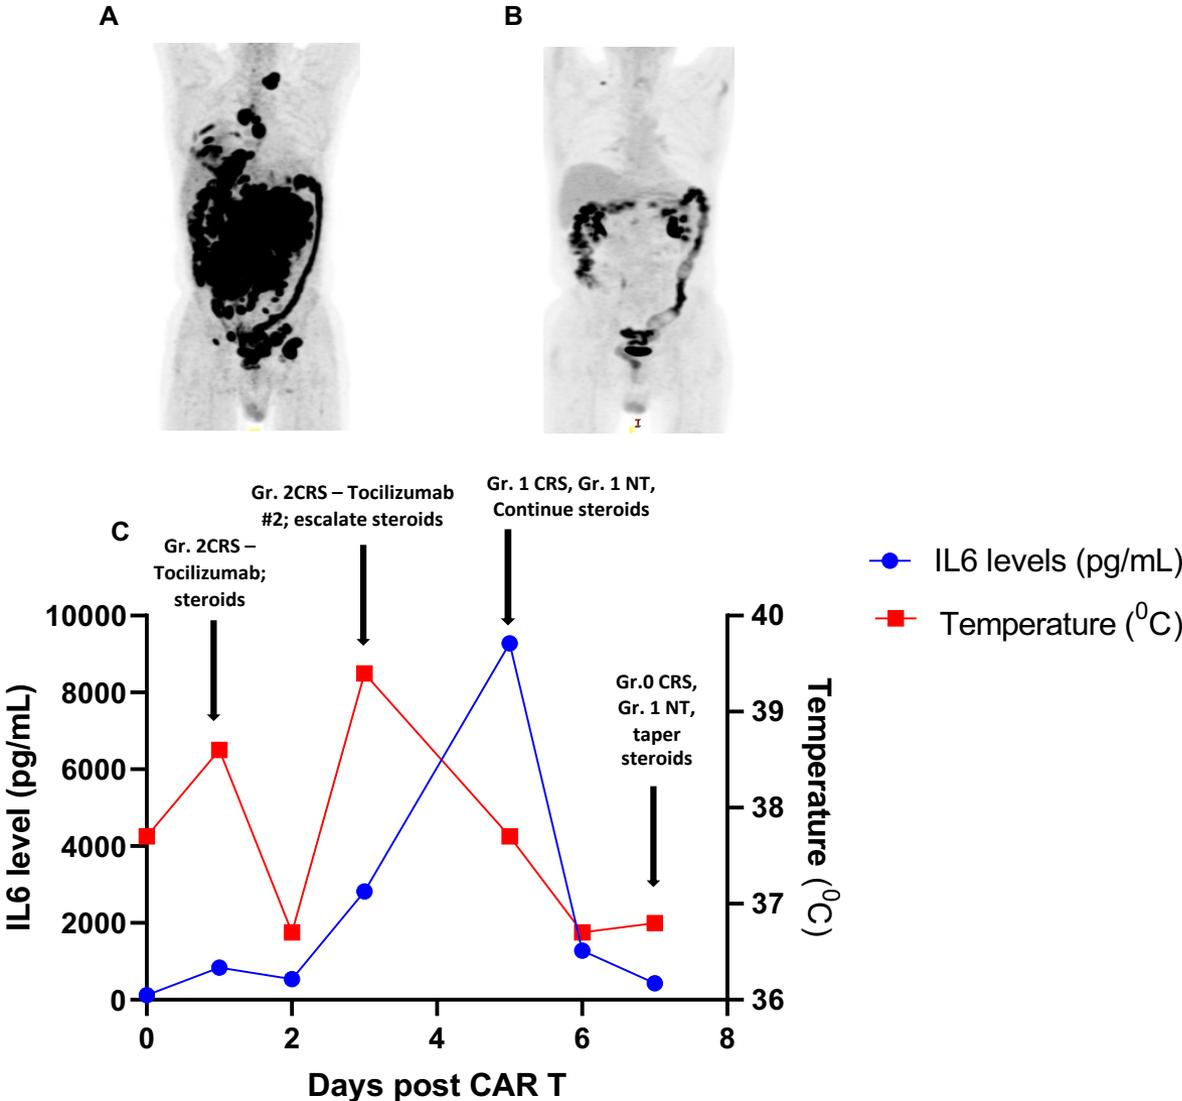 A
B
I
C
Gr. 2CRS –
Tocilizumab;
steroids
Gr. 2CRS – Tocilizumab
#2; escalate steroids
Gr. 1 CRS, Gr. 1 NT,
Continue steroids
Gr.0 CRS,
Gr. 1 NT,
taper
steroids
IL6 levels (pg/mL)
Temperature (⁰C)
IL6 level (pg/mL)
10000
8000
6000
4000
2000
0
40
39
38
37
36
Temperature (⁰C)
0 2 4 6 8
Days post CAR T